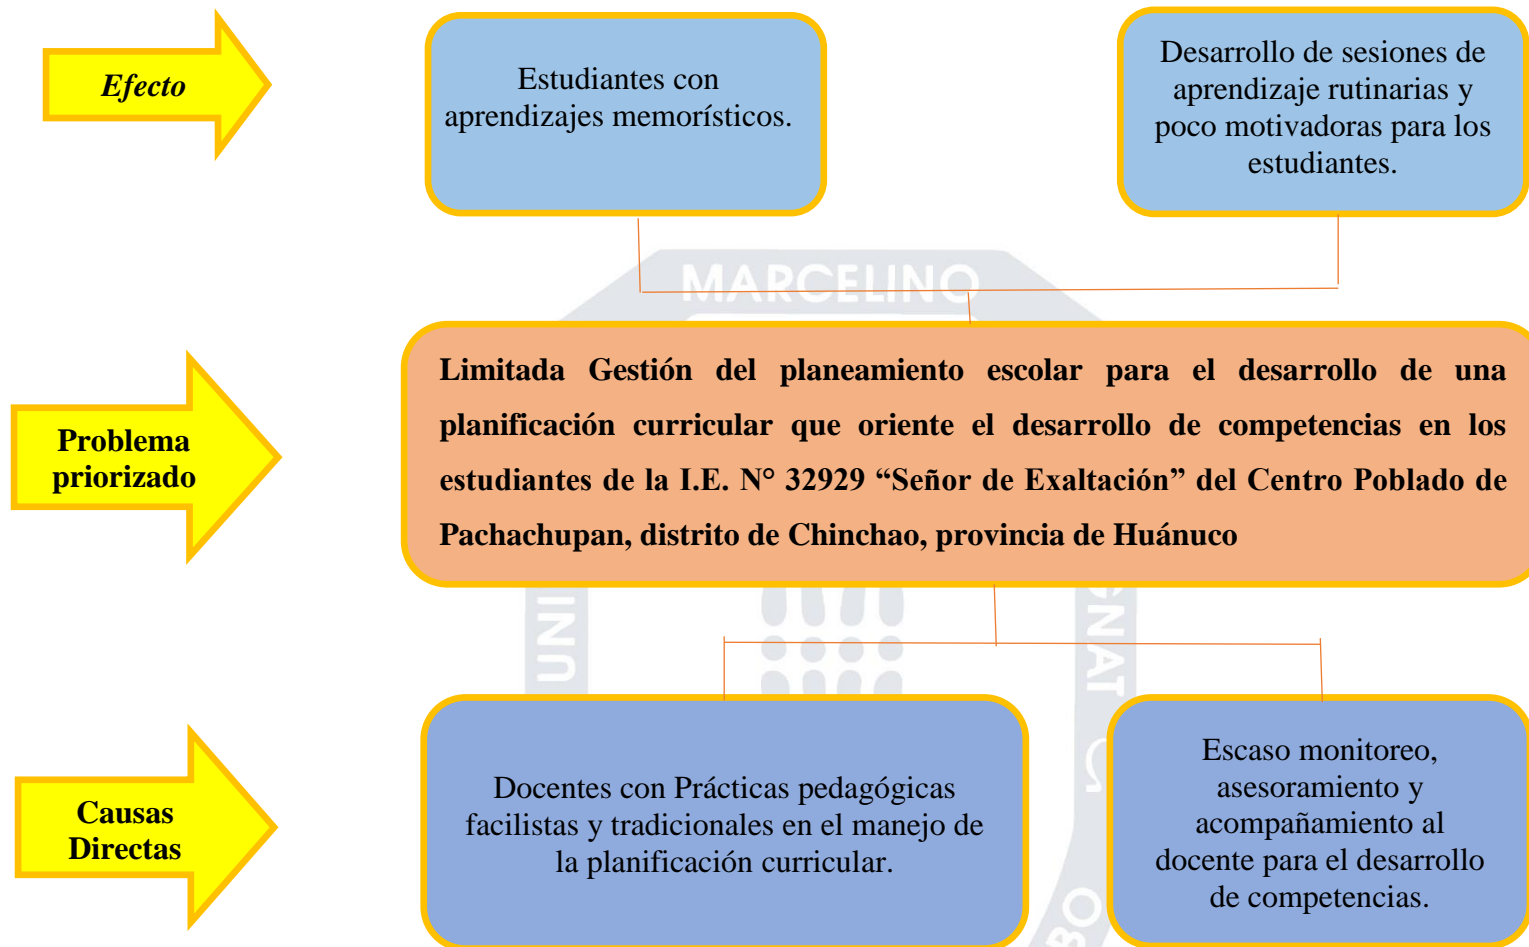 Efecto
Estudiantes con
aprendizajes memorísticos.
Desarrollo de sesiones de
aprendizaje rutinarias y
poco motivadoras para los
estudiantes.
MARCELINO
Problema
priorizado
Limitada Gestión del planeamiento escolar para el desarrollo de una
planificación curricular que oriente el desarrollo de competencias en los
estudiantes de la I.E. N° 32929 “Señor de Exaltación” del Centro Poblado de
Pachachupan, distrito de Chinchao, provincia de Huánuco
UNI
GNAT
Causas
Directas
Docentes con Prácticas pedagógicas
facilistas y tradicionales en el manejo de
la planificación curricular.
Escaso monitoreo,
asesoramiento y
acompañamiento al
docente para el desarrollo
de competencias.
BO